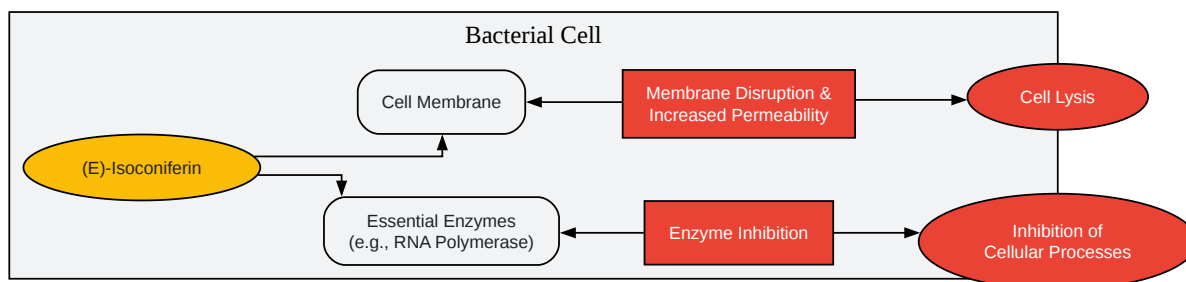 Bacterial Cell
Cell Membrane
Membrane Disruption &
Increased Permeability
Cell Lysis
(E)-Isoconiferin
Essential Enzymes
(e.g., RNA Polymerase)
Enzyme Inhibition
Inhibition of
Cellular Processes